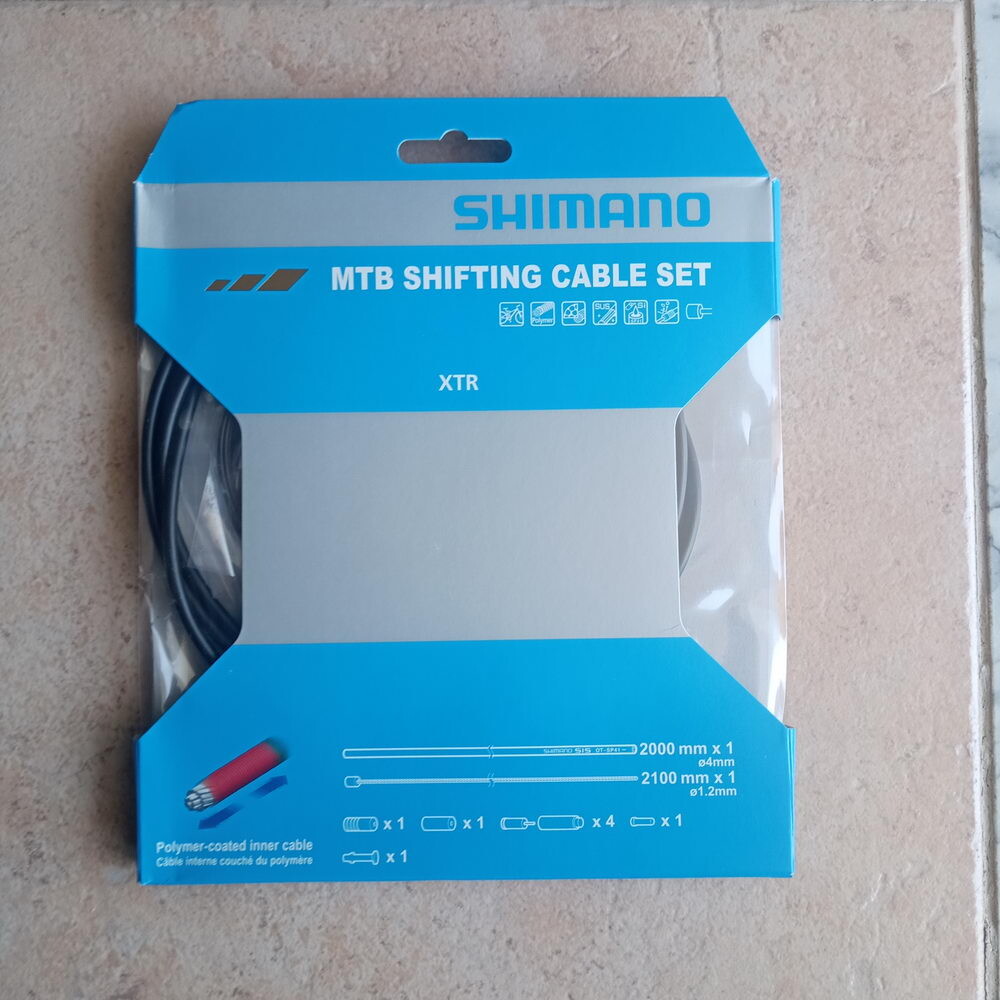 SHIMANO
MTB SHIFTING CABLE SET
Polymer
SUS
SI
XTR
SHIMANO SIS OT-SP41
2000 mm x 1
ø4mm
2100 mm x 1
ø1.2mm
x 1
x 1
x 4
x 1
Polymer-coated inner cable
Câble interne couché du polymère
x 1